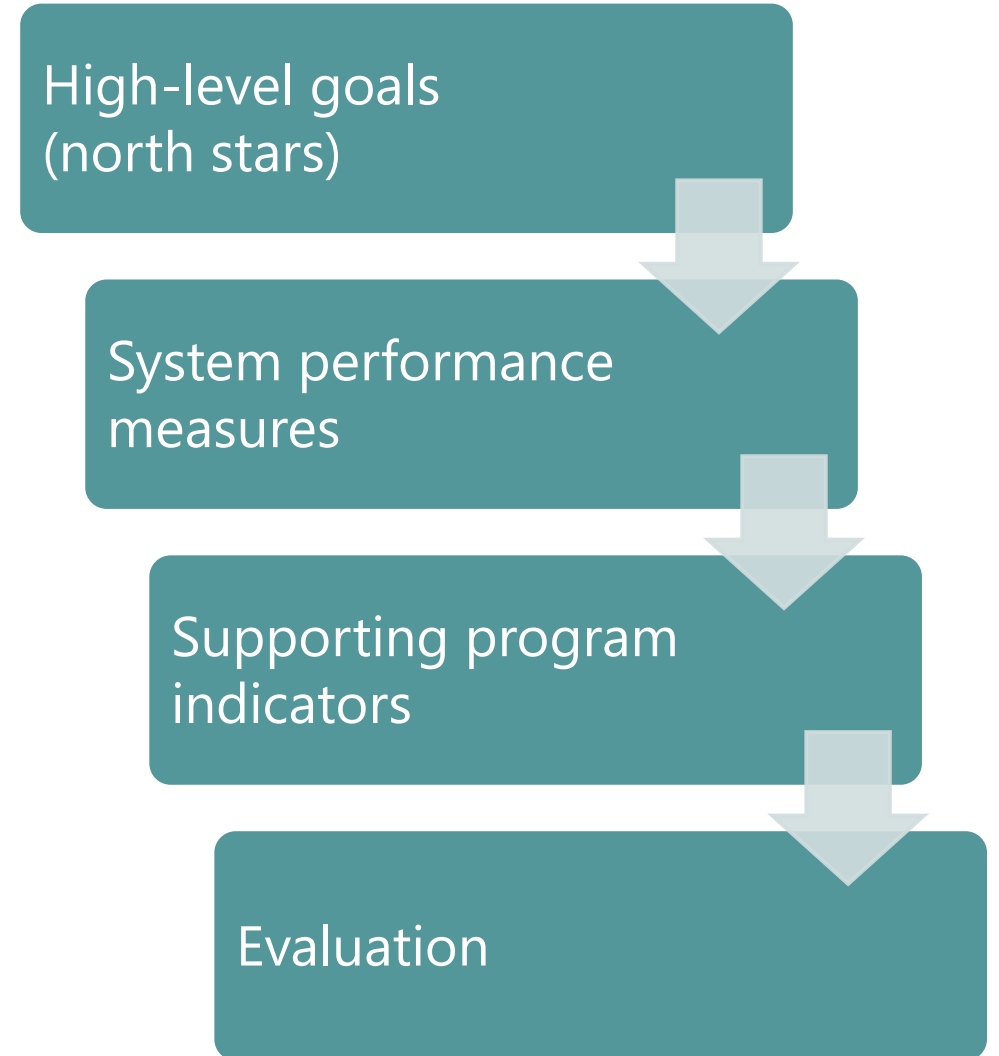 High-level goals
(north stars)
System performance
measures
Supporting program
indicators
Evaluation